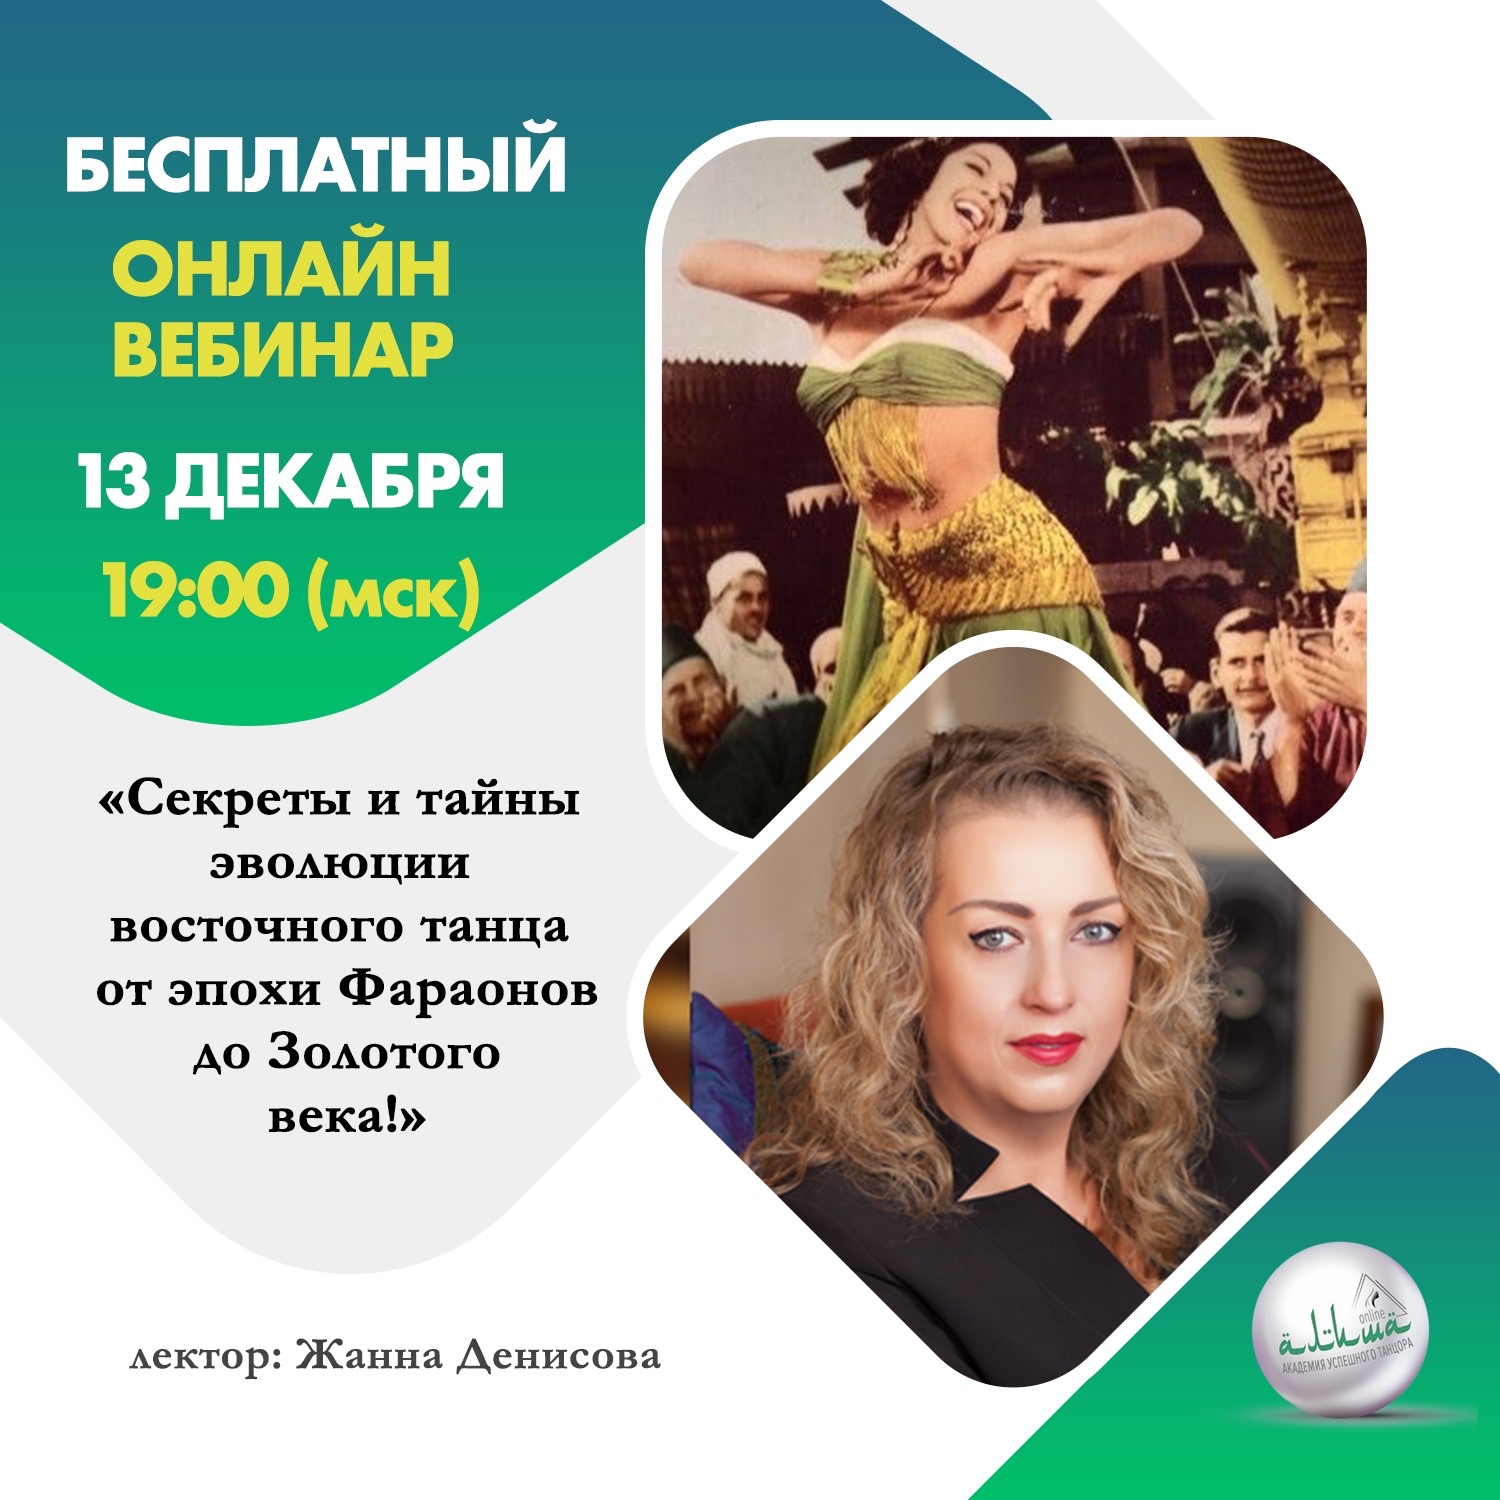 БЕСПЛАТНЫЙ
ОНЛАЙН
ВЕБИНАР
13 ДЕКАБРЯ
19:00 (мск)
«Секреты и тайны
эволюции
восточного танца
от эпохи Фараонов
до Золотого
века!»
лектор: Жанна Денисова
online
алиша
АКАДЕМИЯ УСПЕШНОГО ТАНЦОРА